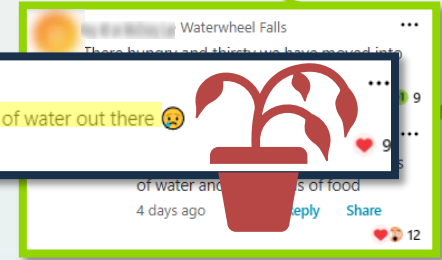 Waterwheel Falls
There hungry and thirsty we have moved into
9
of water out there
9
s
of water and s of food
4 days ago eply Share
12